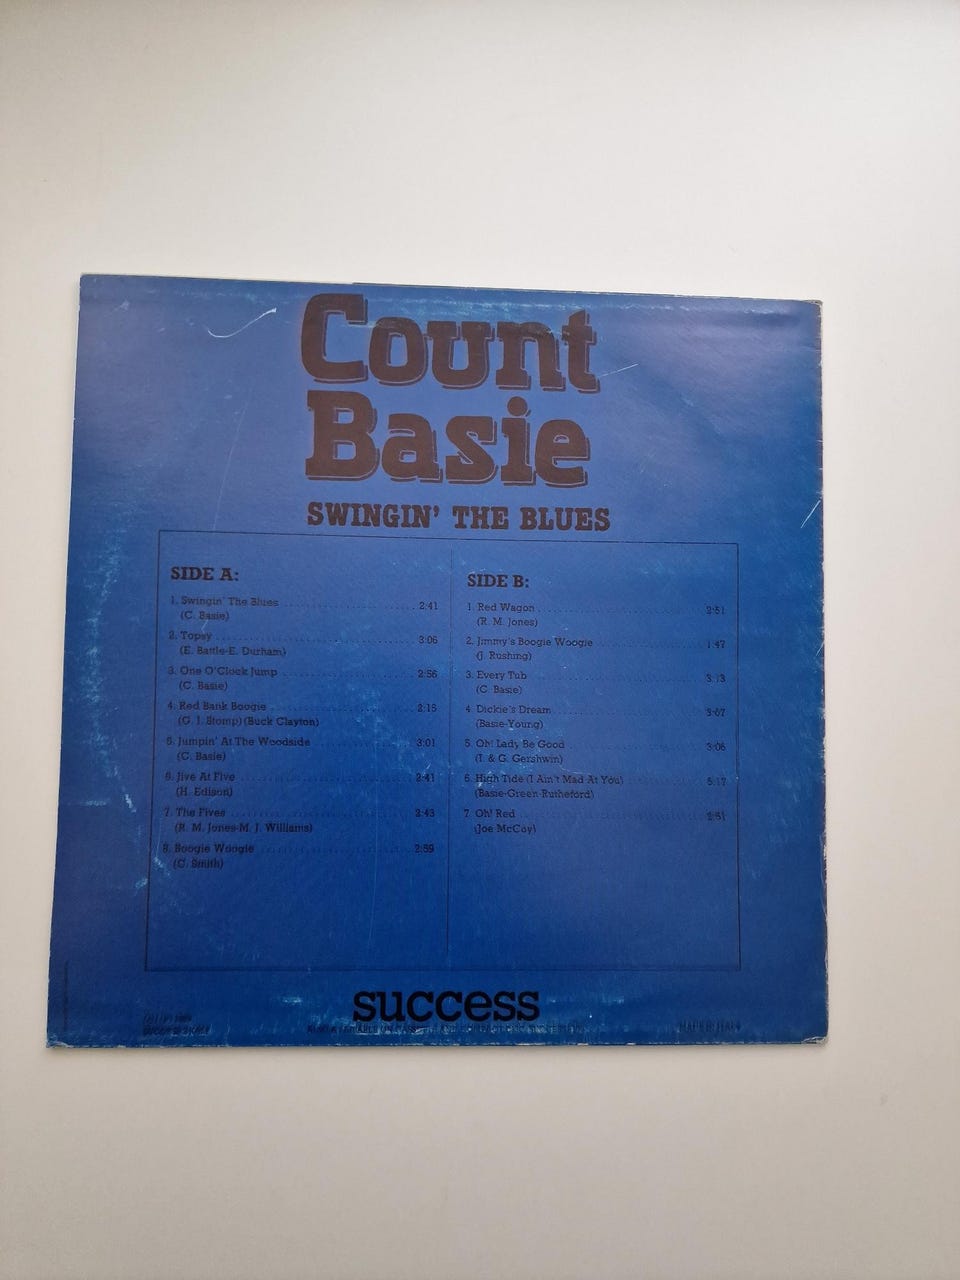 Count
Basie
SWINGIN' THE BLUES
SIDE A:
1. Swingin' The Blues 2:41
(C. Basie)
2. Topsy 3:06
(E. Battle-E. Durham)
3. One O'Clock Jump 2:56
(C. Basie)
4. Red Bank Boogie 2:15
(G. I. Stomp) (Buck Clayton)
5. Jumpin' At The Woodside 3:01
(C. Basie)
6. Jive At Five 2:41
(H. Edison)
7. The Fives 2:43
(R. M. Jones-M. J. Williams)
8. Boogie Woogie 2:59
(C. Smith)
SIDE B:
1. Red Wagon 2:51
(R. M. Jones)
2. Jimmy's Boogie Woogie 1:47
(J. Rushing)
3. Every Tub 3:13
(C. Basie)
4. Dickie's Dream 3:07
(Basie-Young)
5. Oh! Lady Be Good 3:06
(I. & G. Gershwin)
6. High Tide (I Ain't Mad At You) 5:17
(Basie-Green-Rutheford)
7. Oh! Red 2:51
(Joe McCoy)
success